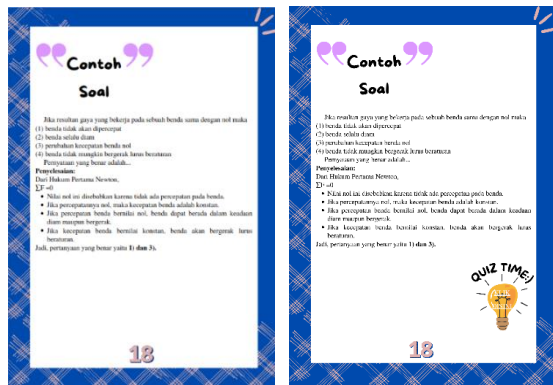 Contoh
Soal
Jika resultan gaya yang bekerja pada sebuah benda sama dengan nol maka
(1) benda tidak akan dipercepat
(2) benda selalu diam
(3) perubahan kecepatan benda nol
(4) benda tidak mungkin bergerak lurus beraturan
Pernyataan yang benar adalah...
Penyelesaian:
Dari Hukum Pertama Newton,
∑F =0
• Nilai nol ini disebabkan karena tidak ada percepatan pada benda.
• Jika percepatannya nol, maka kecepatan benda adalah konstan.
• Jika percepatan benda bernilai nol, benda dapat berada dalam keadaan
diam maupun bergerak.
• Jika kecepatan benda bernilai konstan, benda akan bergerak lurus
beraturan.
Jadi, pertanyaan yang benar yaitu 1) dan 3).
18
Contoh
Soal
Jika resultan gaya yang bekerja pada sebuah benda sama dengan nol maka
(1) benda tidak akan dipercepat
(2) benda selalu diam
(3) perubahan kecepatan benda nol
(4) benda tidak mungkin bergerak lurus beraturan
Pernyataan yang benar adalah...
Penyelesaian:
Dari Hukum Pertama Newton,
∑F =0
• Nilai nol ini disebabkan karena tidak ada percepatan pada benda.
• Jika percepatannya nol, maka kecepatan benda adalah konstan.
• Jika percepatan benda bernilai nol, benda dapat berada dalam keadaan
diam maupun bergerak.
• Jika kecepatan benda bernilai konstan, benda akan bergerak lurus
beraturan.
Jadi, pertanyaan yang benar yaitu 1) dan 3).
QUIZ TIME:)
18